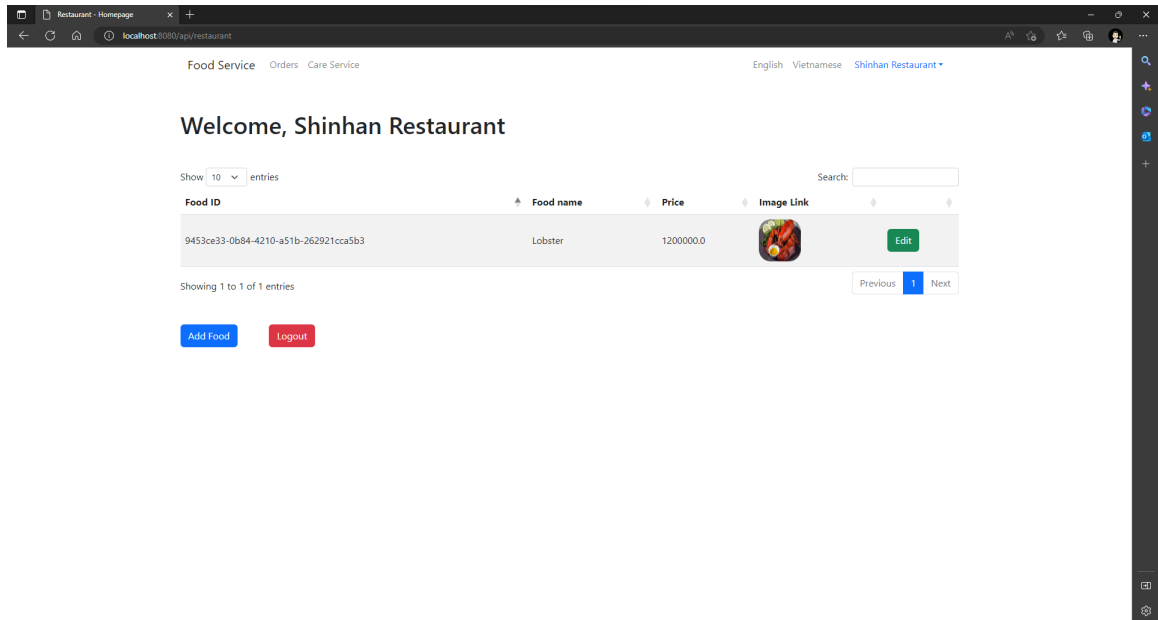 Restaurant - Homepage
localhost:8080/api/restaurant
Food Service Orders Care Service English Vietnamese Shinhan Restaurant
Welcome, Shinhan Restaurant
Show 10 entries Search:
Food ID Food name Price Image Link
9453ce33-0b84-4210-a51b-262921cca5b3 Lobster 1200000.0 Edit
Showing 1 to 1 of 1 entries Previous 1 Next
Add Food Logout